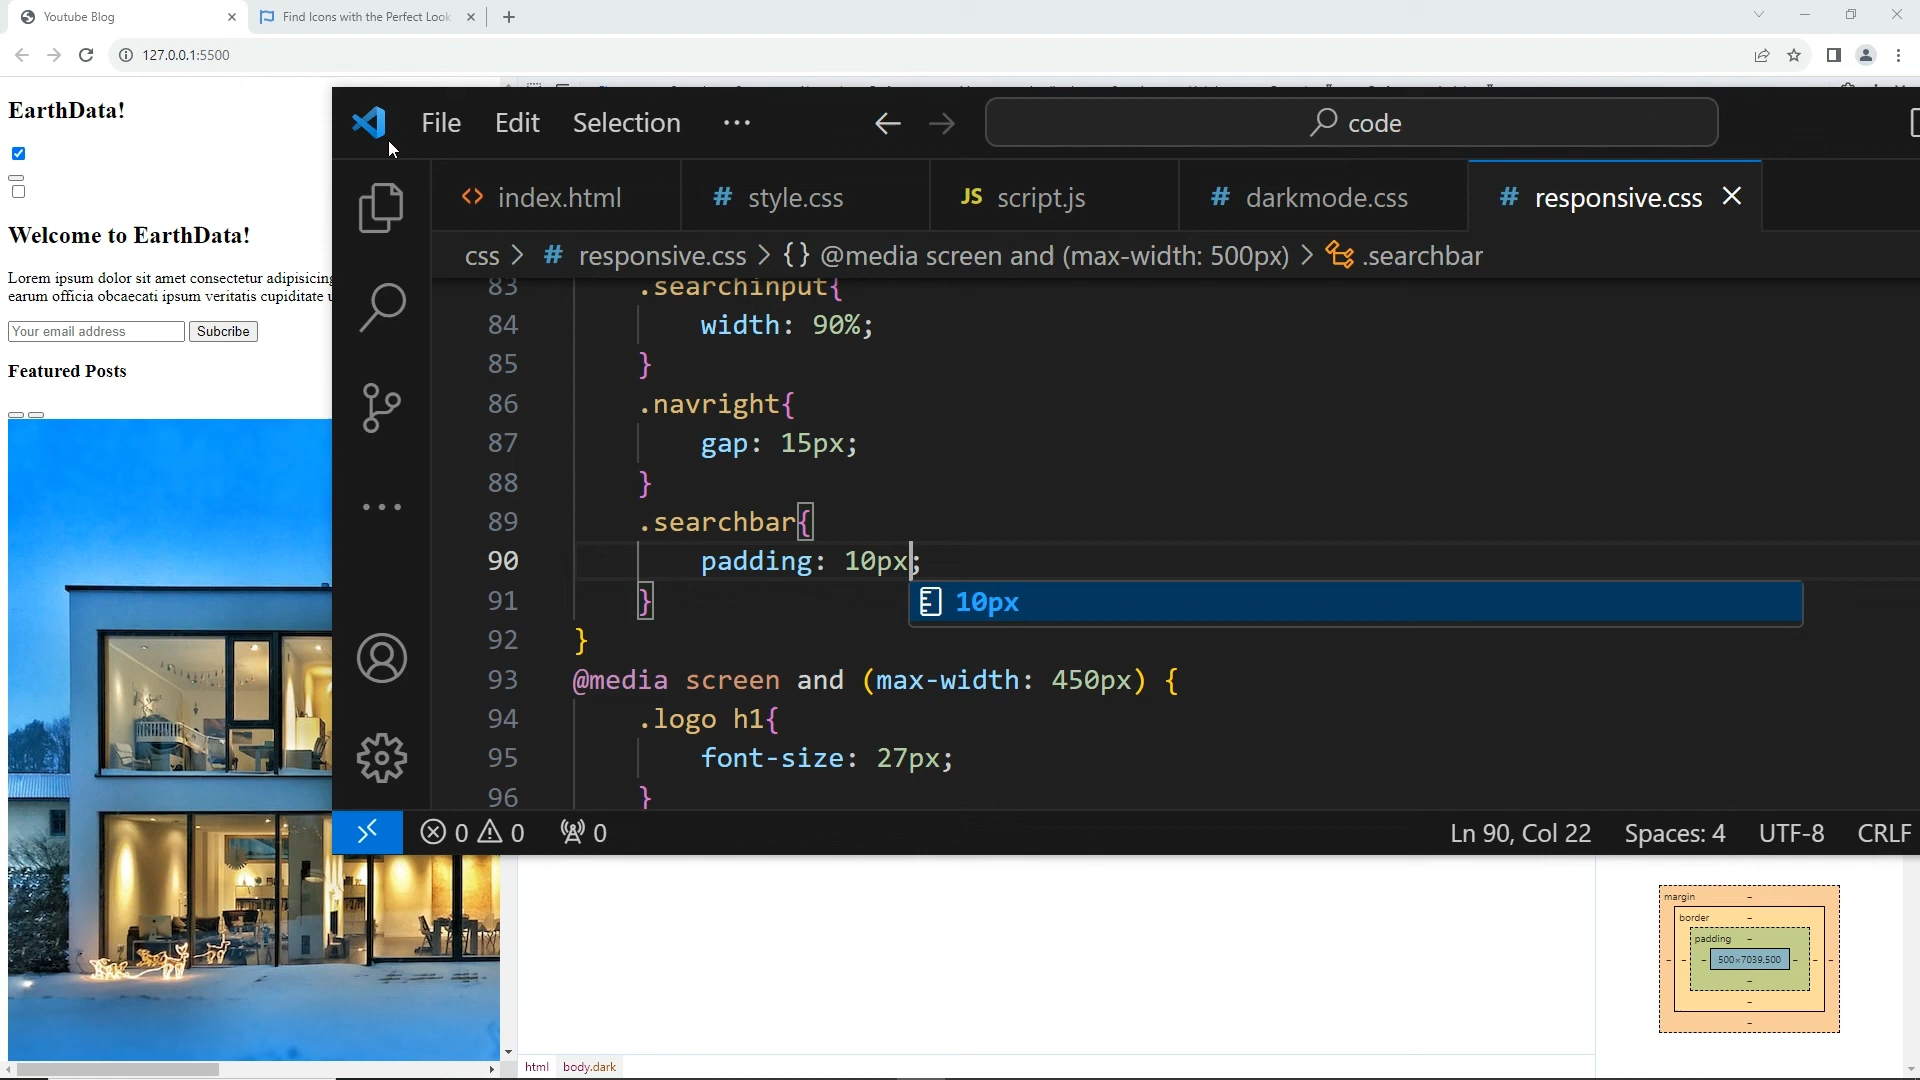 Youtube Blog
Find Icons with the Perfect Look
127.0.0.1:5500
EarthData!
Welcome to EarthData!
Lorem ipsum dolor sit amet consectetur adipisicing
earum officia obcaecati ipsum veritatis cupiditate
Your email address
Subcribe
Featured Posts
File Edit Selection ···
code
index.html
# style.css
JS script.js
# darkmode.css
# responsive.css
css > # responsive.css > {} @media screen and (max-width: 500px) > .searchbar
83 .searchinput{
84 width: 90%;
85 }
86 .navright{
87 gap: 15px;
88 }
89 .searchbar{
90 padding: 10px;
91 }
10px
92 }
93 @media screen and (max-width: 450px) {
94 .logo h1{
95 font-size: 27px;
96 }
0 0 0
Ln 90, Col 22 Spaces: 4 UTF-8 CRLF
margin -
border -
padding -
- - - 500×7039.500 - - -
-
-
-
html body.dark